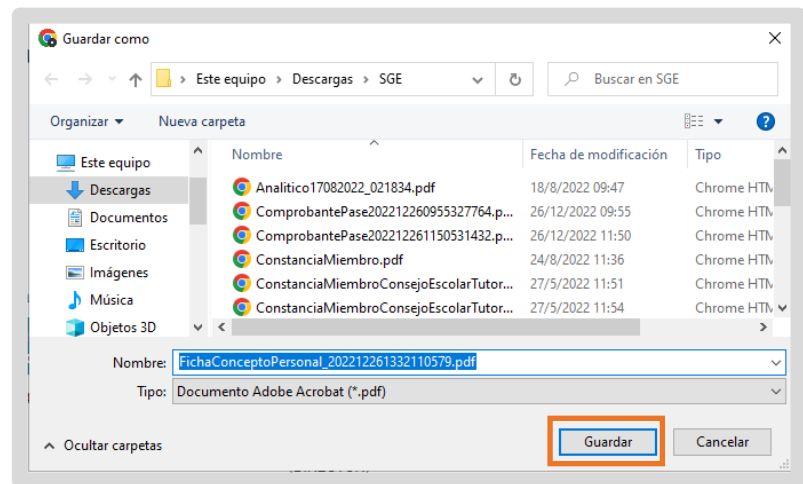 Guardar como
Este equipo > Descargas > SGE
Buscar en SGE
Organizar
Nueva carpeta
Nombre
Fecha de modificación
Tipo
Este equipo
Descargas
Documentos
Escritorio
Imágenes
Música
Objetos 3D
Analitico17082022_021834.pdf 18/8/2022 09:47 Chrome HTM
ComprobantePase202212260955327764.p... 26/12/2022 09:55 Chrome HTM
ComprobantePase202212261150531432.p... 26/12/2022 11:50 Chrome HTM
ConstanciaMiembro.pdf 24/8/2022 11:36 Chrome HTM
ConstanciaMiembroConsejoEscolarTutor... 27/5/2022 11:51 Chrome HTM
ConstanciaMiembroConsejoEscolarTutor... 27/5/2022 11:54 Chrome HTM
Nombre: FichaConceptoPersonal_202212261332110579.pdf
Tipo: Documento Adobe Acrobat (*.pdf)
Ocultar carpetas
Guardar
Cancelar